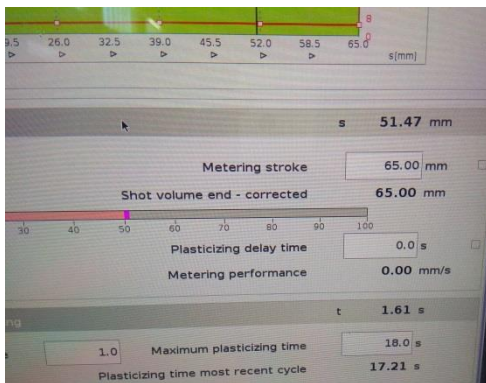 8
9.5 26.0 32.5 39.0 45.5 52.0 58.5 65.0
s[mm]
s 51.47 mm
Metering stroke 65.00 mm
Shot volume end - corrected 65.00 mm
30 40 50 60 70 80 90 100
Plasticizing delay time 0.0 s
Metering performance 0.00 mm/s
t 1.61 s
ng
1.0 Maximum plasticizing time 18.0 s
Plasticizing time most recent cycle 17.21 s